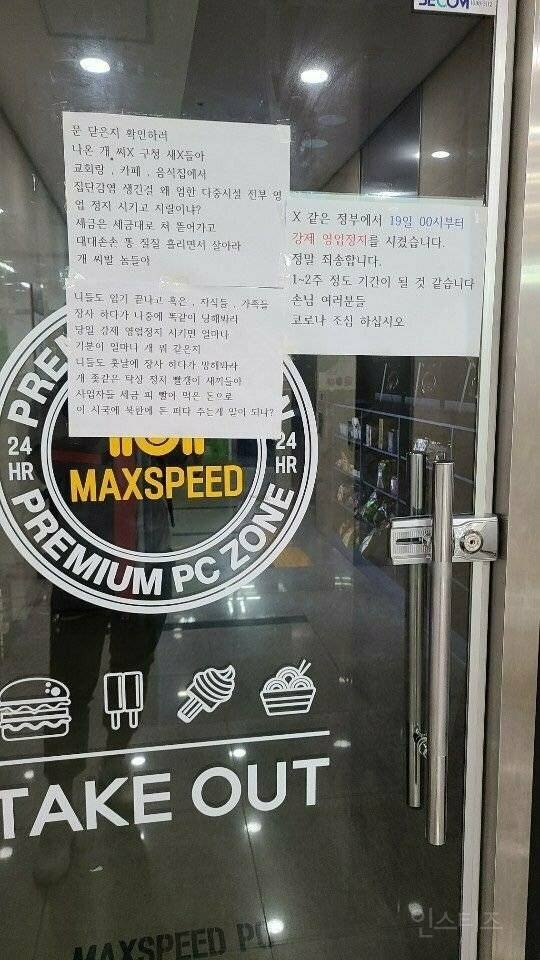 SECOM
문 닫은지 확인하러
나온 개 씨X 구청 새X들아
교회랑 , 카페 , 음식집에서
집단감염 생긴걸 왜 엄한 다중시설 전부 영
업 정지 시키고 지랄이냐?
세금은 세금대로 쳐 뜯어가고
대대손손 똥 질질 흘리면서 살아라
개 씨발 놈들아
니들도 임기 끝나고 혹은 , 자식들 , 가족들
장사 하다가 나중에 똑같이 당해봐라
당일 강제 영업정지 시키면 얼마나
기분이 얼마나 개 뭐 같은지
니들도 훗날에 장사 하다가 망해봐라
개 좆같은 탁상 정지 빨갱이 새끼들아
사업자들 세금 피 빨어 먹은 돈으로
이 시국에 북한에 돈 퍼다 주는게 말이 되냐?
X 같은 정부에서 19일 00시부터
강제 영업정지를 시켰습니다.
정말 죄송합니다.
1~2주 정도 기간이 될 것 같습니다
손님 여러분들
코로나 조심 하십시오
24
HR
MAXSPEED
24
HR
PREMIUM PC ZONE
TAKE OUT
MAXSPEED PC
인스티즈